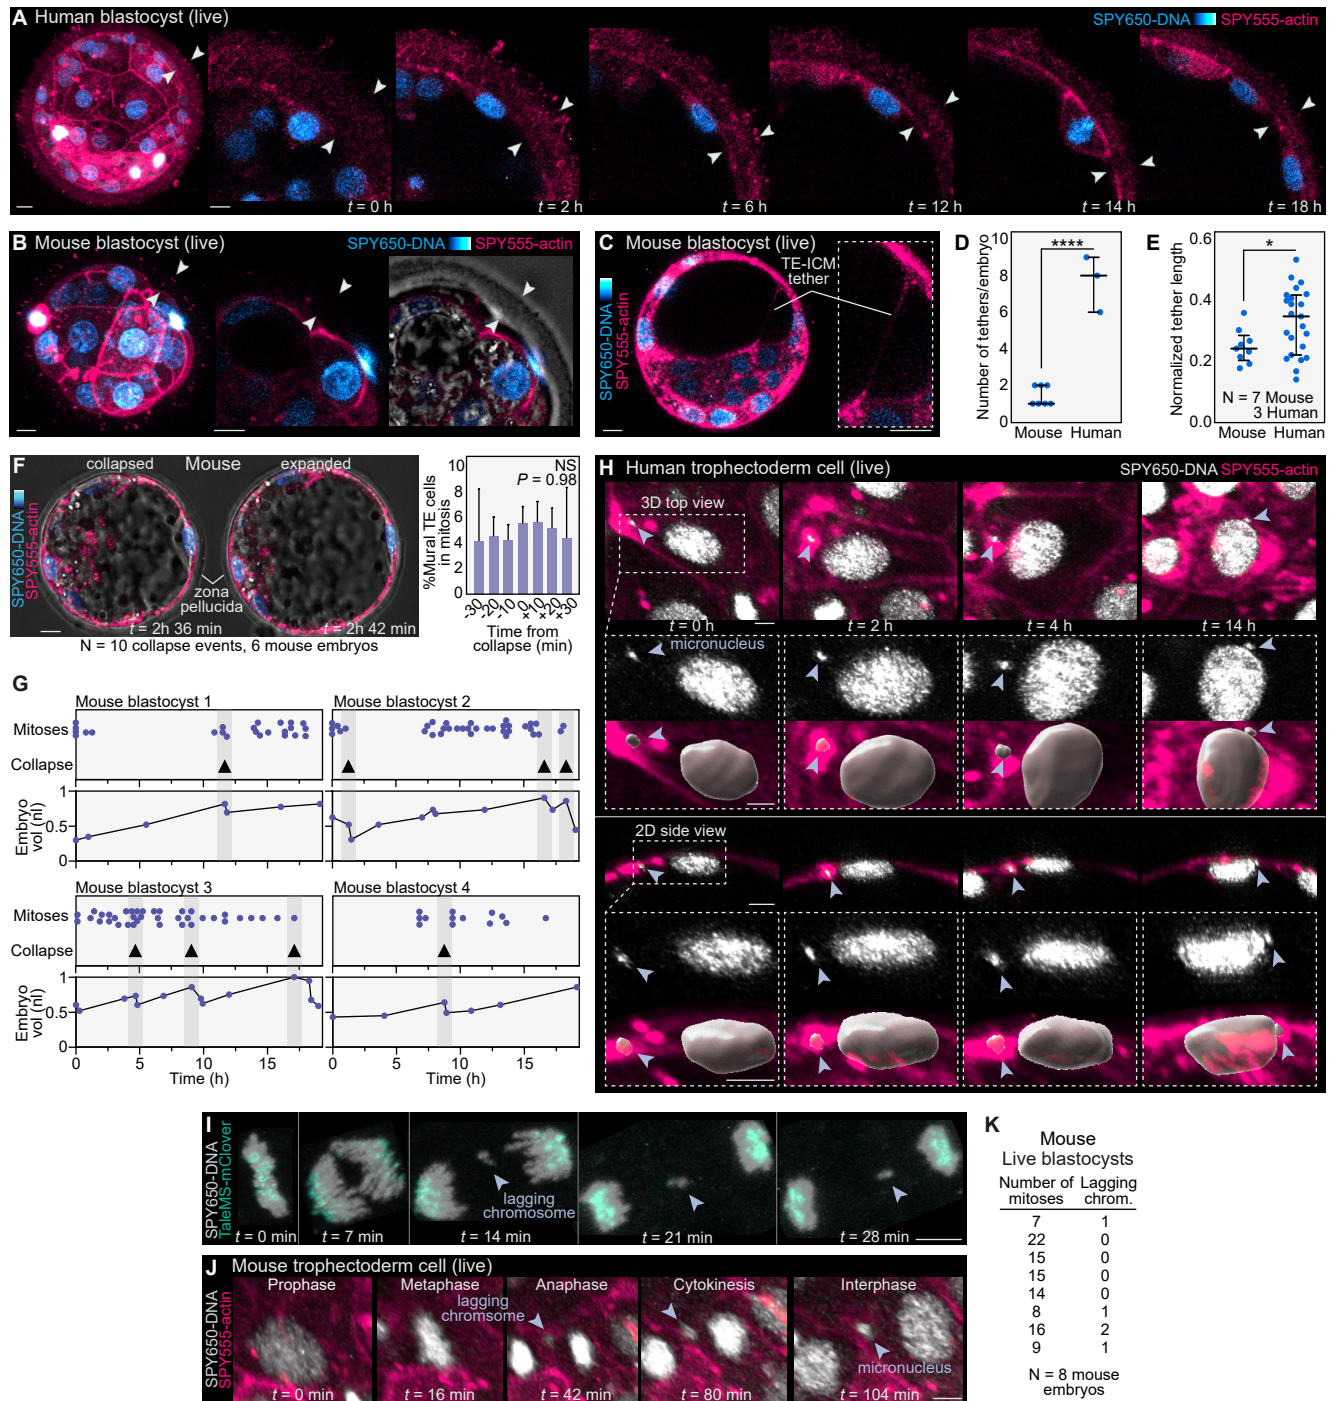 A Human blastocyst (live)
SPY650-DNA SPY555-actin
t = 0 h
t = 2 h
t = 6 h
t = 12 h
t = 14 h
t = 18 h
B Mouse blastocyst (live)
SPY650-DNA SPY555-actin
C Mouse blastocyst (live)
SPY650-DNA
SPY555-actin
TE-ICM
tether
D
Number of tethers/embryo
10
8
6
4
2
0
****
Mouse Human
E
Normalized tether length
0.6
0.4
0.2
0.0
*
N = 7 Mouse
3 Human
Mouse Human
F
Mouse
collapsed
expanded
SPY650-DNA
SPY555-actin
zona
pellucida
t = 2h 36 min
t = 2h 42 min
N = 10 collapse events, 6 mouse embryos
%Mural TE cells
in mitosis
10
8
6
4
2
0
NS
P = 0.98
-30
-20
-10
0
+10
+20
+30
Time from
collapse (min)
G
Mouse blastocyst 1
Mouse blastocyst 2
Mitoses
Collapse
Embryo
vol (nl)
1
0.5
0
Mouse blastocyst 3
Mouse blastocyst 4
Mitoses
Collapse
Embryo
vol (nl)
1
0.5
0
0 5 10 15
0 5 10 15
Time (h)
Time (h)
H Human trophectoderm cell (live)
SPY650-DNA SPY555-actin
3D top view
t = 0 h
t = 2 h
t = 4 h
t = 14 h
micronucleus
2D side view
I
SPY650-DNA
TaleMS-mClover
lagging
chromosome
t = 0 min
t = 7 min
t = 14 min
t = 21 min
t = 28 min
J Mouse trophectoderm cell (live)
SPY650-DNA
SPY555-actin
Prophase
Metaphase
Anaphase
Cytokinesis
Interphase
lagging
chromsome
micronucleus
t = 0 min
t = 16 min
t = 42 min
t = 80 min
t = 104 min
K
Mouse
Live blastocysts
Number of Lagging
mitoses chrom.
7 1
22 0
15 0
15 0
14 0
8 1
16 2
9 1
N = 8 mouse
embryos